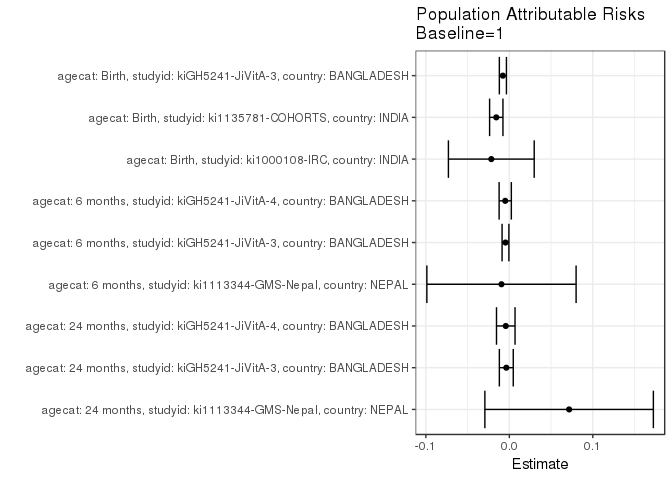 Population Attributable Risks
Baseline=1
agecat: Birth, studyid: kiGH5241-JiVitA-3, country: BANGLADESH
agecat: Birth, studyid: ki1135781-COHORTS, country: INDIA
agecat: Birth, studyid: ki1000108-IRC, country: INDIA
agecat: 6 months, studyid: kiGH5241-JiVitA-4, country: BANGLADESH
agecat: 6 months, studyid: kiGH5241-JiVitA-3, country: BANGLADESH
agecat: 6 months, studyid: ki1113344-GMS-Nepal, country: NEPAL
agecat: 24 months, studyid: kiGH5241-JiVitA-4, country: BANGLADESH
agecat: 24 months, studyid: kiGH5241-JiVitA-3, country: BANGLADESH
agecat: 24 months, studyid: ki1113344-GMS-Nepal, country: NEPAL
-0.1 0.0 0.1
Estimate